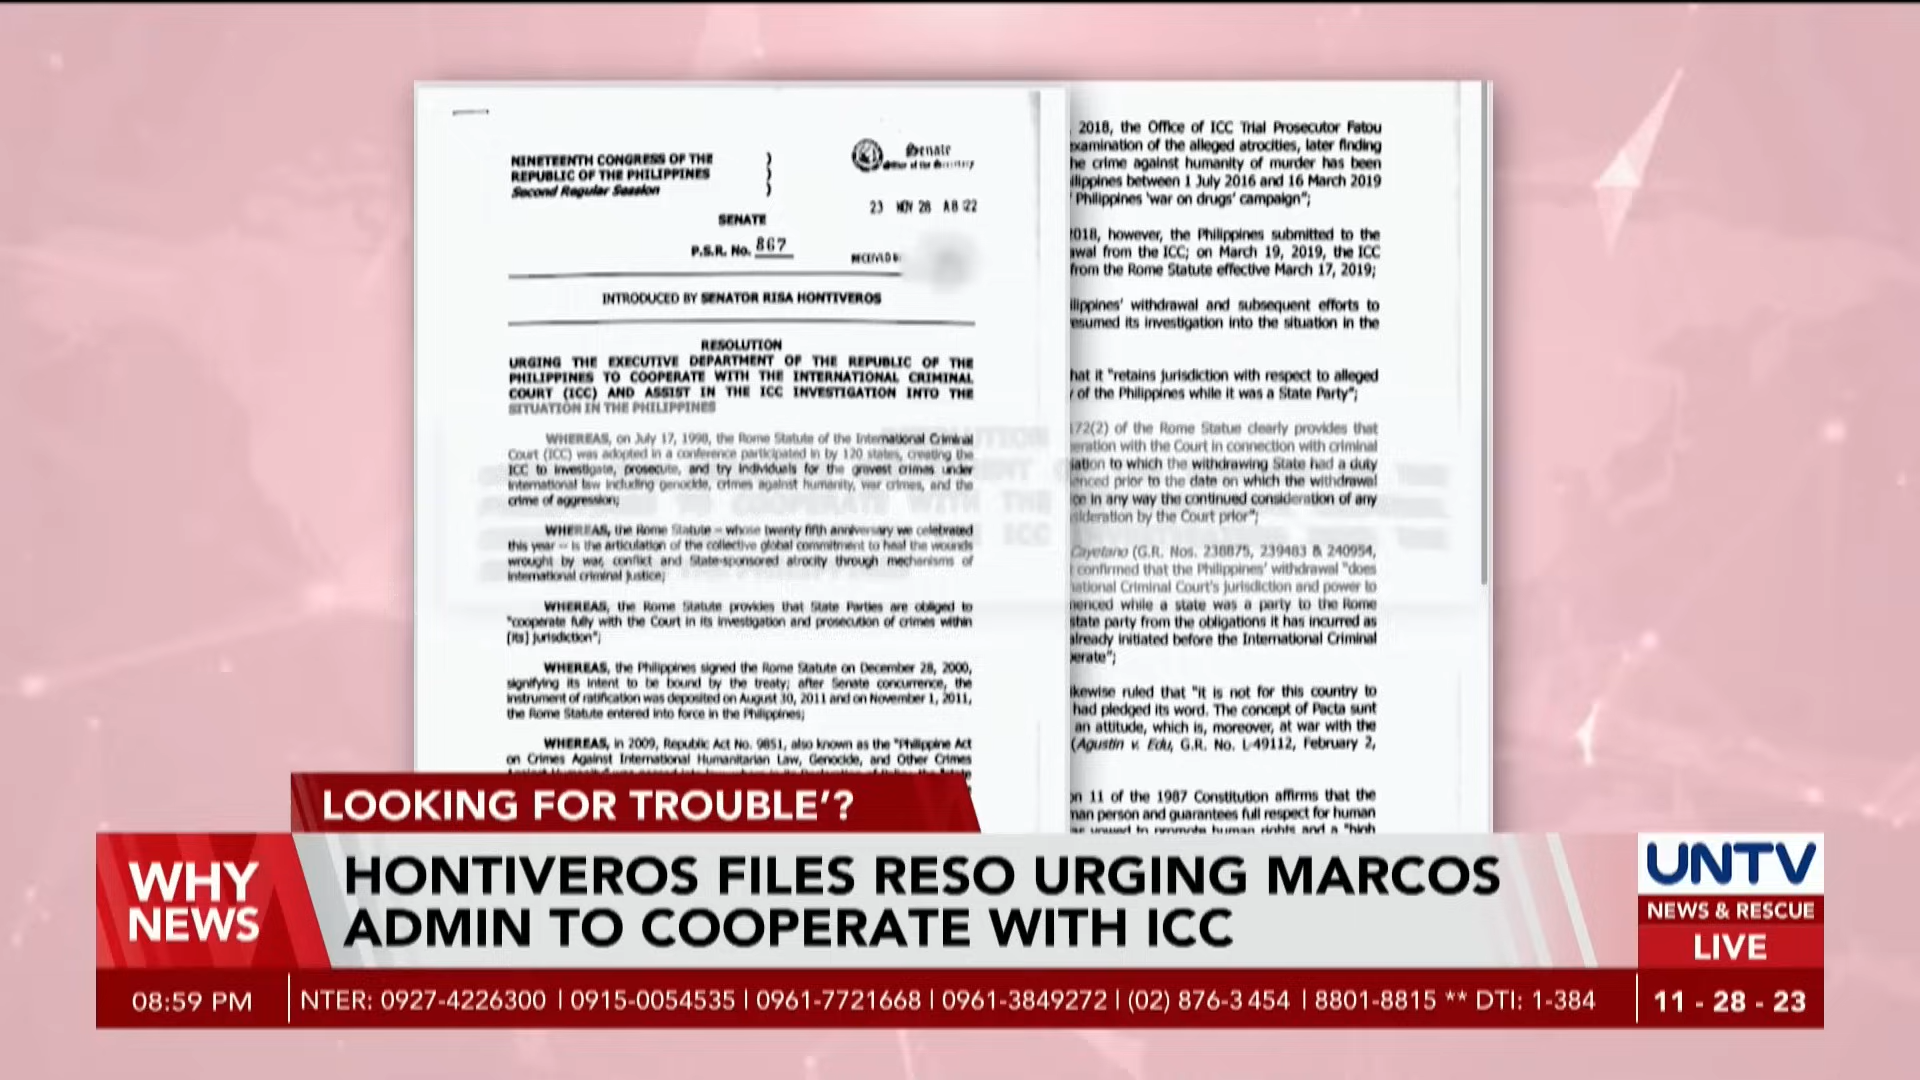 NINETEENTH CONGRESS OF THE )
REPUBLIC OF THE PHILIPPINES )
Second Regular Session )
Senate
Office of the Secretary
23 NOV 28 A8:22
SENATE
P.S.R. No. 867
RECEIVED B
INTRODUCED BY SENATOR RISA HONTIVEROS
RESOLUTION
URGING THE EXECUTIVE DEPARTMENT OF THE REPUBLIC OF THE
PHILIPPINES TO COOPERATE WITH THE INTERNATIONAL CRIMINAL
COURT (ICC) AND ASSIST IN THE ICC INVESTIGATION INTO THE
SITUATION IN THE PHILIPPINES
WHEREAS, on July 17, 1998, the Rome Statute of the International Criminal
Court (ICC) was adopted in a conference participated in by 120 states, creating the
ICC to investigate, prosecute, and try individuals for the gravest crimes under
international law including genocide, crimes against humanity, war crimes, and the
crime of aggression;
WHEREAS, the Rome Statute – whose twenty fifth anniversary we celebrated
this year – is the articulation of the collective global commitment to heal the wounds
wrought by war, conflict and State-sponsored atrocity through mechanisms of
international criminal justice;
WHEREAS, the Rome Statute provides that State Parties are obliged to
"cooperate fully with the Court in its investigation and prosecution of crimes within
[its] jurisdiction";
WHEREAS, the Philippines signed the Rome Statute on December 28, 2000,
signifying its intent to be bound by the treaty; after Senate concurrence, the
instrument of ratification was deposited on August 30, 2011 and on November 1, 2011,
the Rome Statute entered into force in the Philippines;
WHEREAS, in 2009, Republic Act No. 9851, also known as the "Philippine Act
on Crimes Against International Humanitarian Law, Genocide, and Other Crimes
, 2018, the Office of ICC Trial Prosecutor Fatou
examination of the alleged atrocities, later finding
he crime against humanity of murder has been
ilippines between 1 July 2016 and 16 March 2019
Philippines 'war on drugs' campaign";
2018, however, the Philippines submitted to the
awal from the ICC; on March 19, 2019, the ICC
from the Rome Statute effective March 17, 2019;
ilippines' withdrawal and subsequent efforts to
esumed its investigation into the situation in the
hat it "retains jurisdiction with respect to alleged
of the Philippines while it was a State Party";
172(2) of the Rome Statue clearly provides that
eration with the Court in connection with criminal
iation to which the withdrawing State had a duty
enced prior to the date on which the withdrawal
ce in any way the continued consideration of any
sideration by the Court prior";
Cayetano (G.R. Nos. 238875, 239483 & 240954,
confirmed that the Philippines' withdrawal "does
national Criminal Court's jurisdiction and power to
menced while a state was a party to the Rome
state party from the obligations it has incurred as
already initiated before the International Criminal
perate";
ikewise ruled that "it is not for this country to
had pledged its word. The concept of Pacta sunt
an attitude, which is, moreover, at war with the
(Agustin v. Edu, G.R. No. L-49112, February 2,
on 11 of the 1987 Constitution affirms that the
man person and guarantees full respect for human
vowed to promote human rights and a "high
LOOKING FOR TROUBLE'?
WHY
NEWS
HONTIVEROS FILES RESO URGING MARCOS
ADMIN TO COOPERATE WITH ICC
UNTV
NEWS & RESCUE
LIVE
08:59 PM
NTER: 0927-4226300 | 0915-0054535 | 0961-7721668 | 0961-3849272 | (02) 876-3454 | 8801-8815 ** DTI: 1-384
11 - 28 - 23